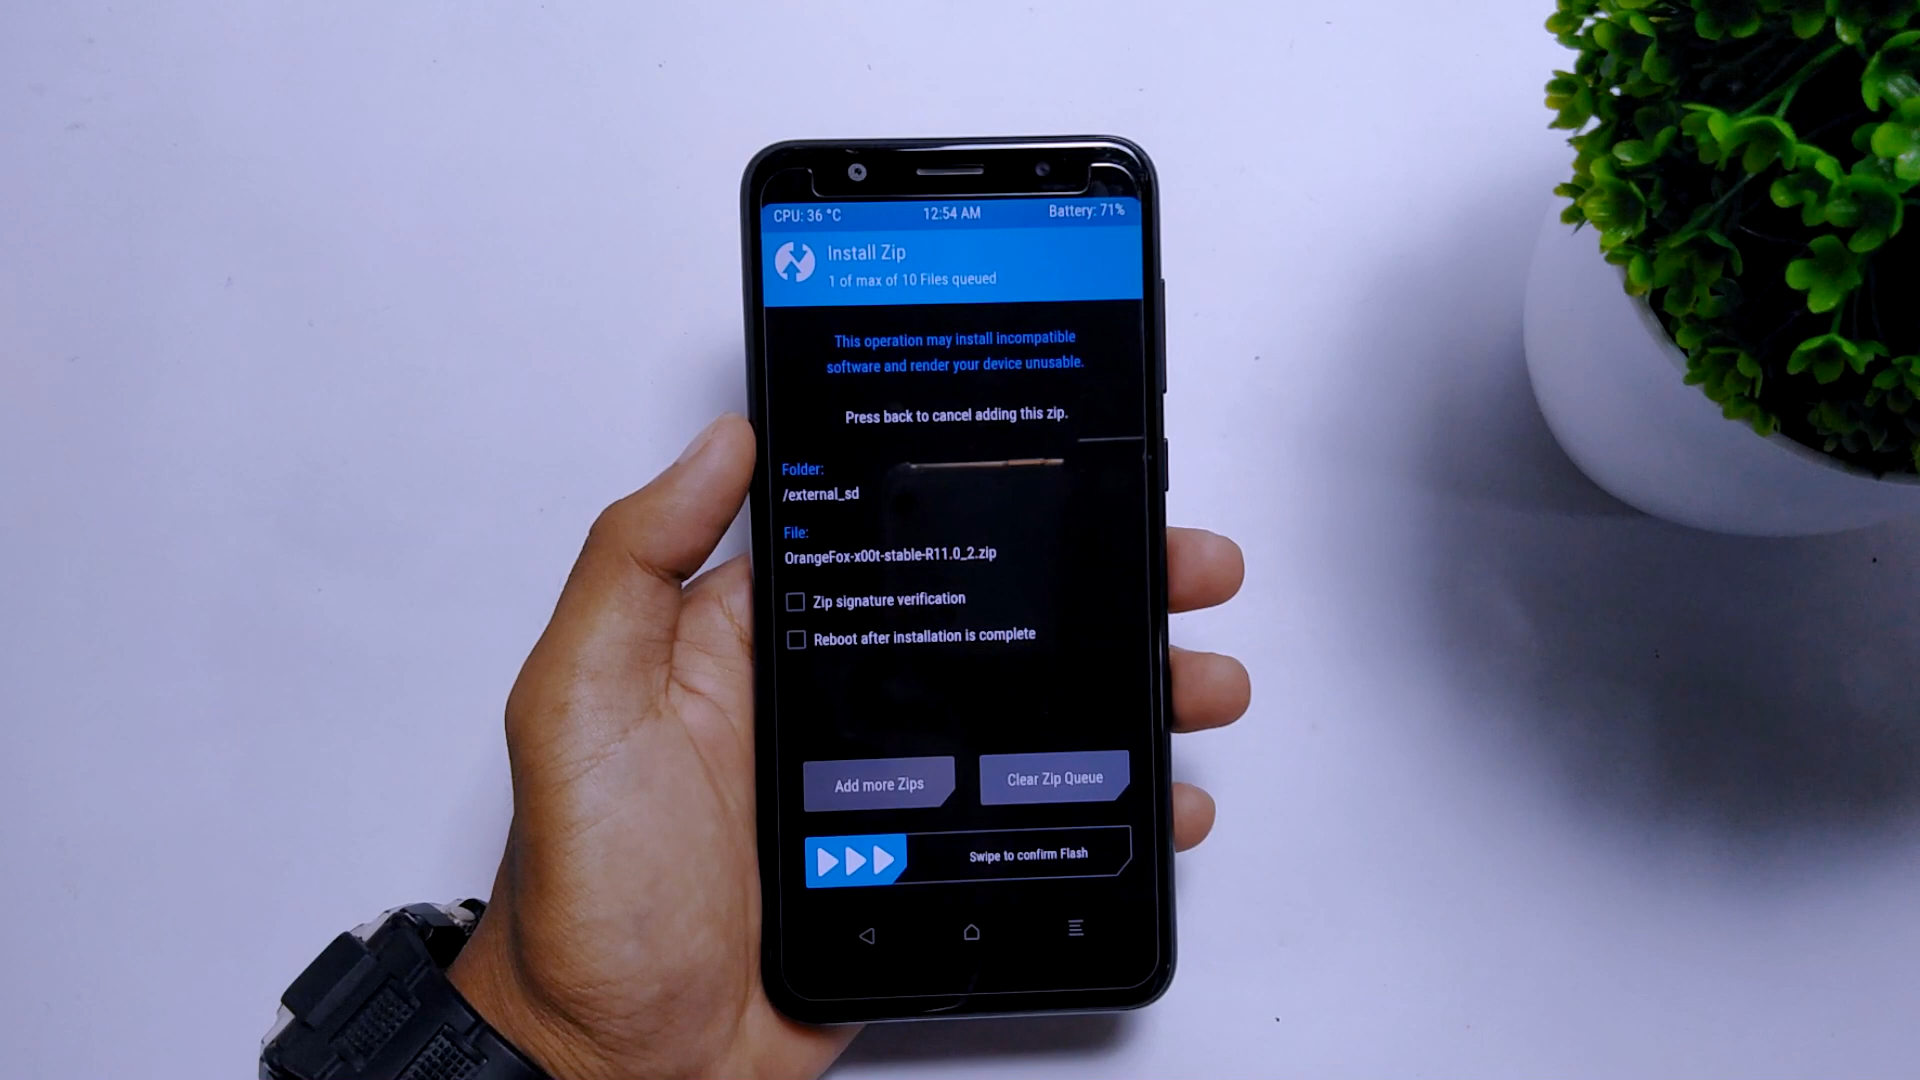 CPU: 36 °C 12:54 AM Battery: 71%
Install Zip
1 of max of 10 Files queued
This operation may install incompatible
software and render your device unusable.
Press back to cancel adding this zip.
Folder:
/external_sd
File:
OrangeFox-x00t-stable-R11.0_2.zip
Zip signature verification
Reboot after installation is complete
Add more Zips Clear Zip Queue
Swipe to confirm Flash